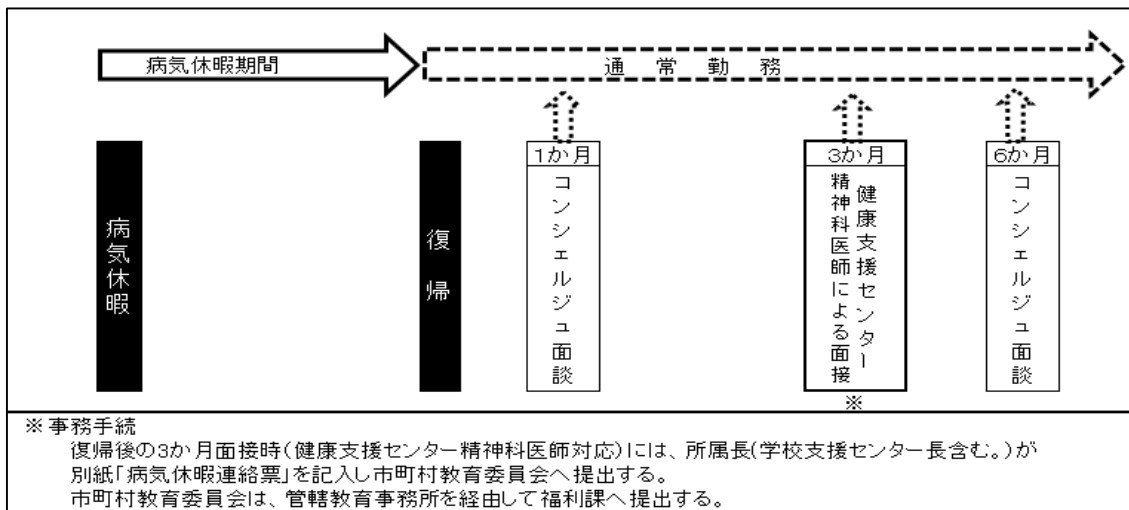 病気休暇期間
通常勤務
病気休暇
復帰
1か月
コンシェルジュ面談
3か月
健康支援センター
精神科医師による面接
※
6か月
コンシェルジュ面談
※ 事務手続
復帰後の3か月面接時(健康支援センター精神科医師対応)には、所属長(学校支援センター長含む。)が
別紙「病気休暇連絡票」を記入し市町村教育委員会へ提出する。
市町村教育委員会は、管轄教育事務所を経由して福利課へ提出する。